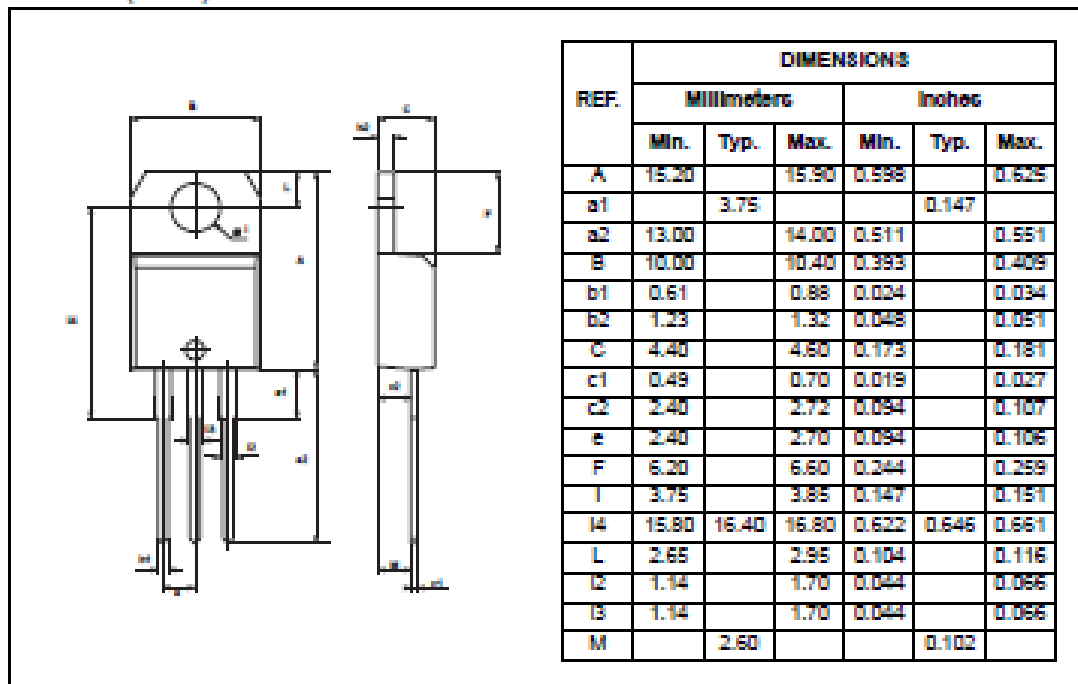 DIMENSIONS
REF. Millimeters Inches
Min. Typ. Max. Min. Typ. Max.
A 15.20 15.90 0.598 0.625
a1 3.75 0.147
a2 13.00 14.00 0.511 0.551
B 10.00 10.40 0.393 0.409
b1 0.61 0.88 0.024 0.034
b2 1.23 1.32 0.048 0.051
C 4.40 4.60 0.173 0.181
c1 0.49 0.70 0.019 0.027
c2 2.40 2.72 0.094 0.107
e 2.40 2.70 0.094 0.106
F 6.20 6.60 0.244 0.259
I 3.75 3.85 0.147 0.151
I4 15.80 16.40 16.80 0.622 0.646 0.661
L 2.65 2.95 0.104 0.116
I2 1.14 1.70 0.044 0.066
I3 1.14 1.70 0.044 0.066
M 2.60 0.102
B
C
L
A
F